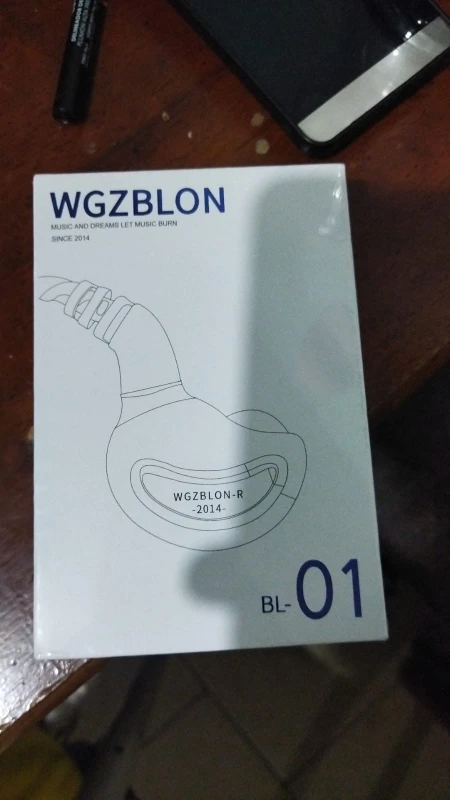 WGZBLON
MUSIC AND DREAMS LET MUSIC BURN
SINCE 2014
WGZBLON-R
-2014-
BL-01